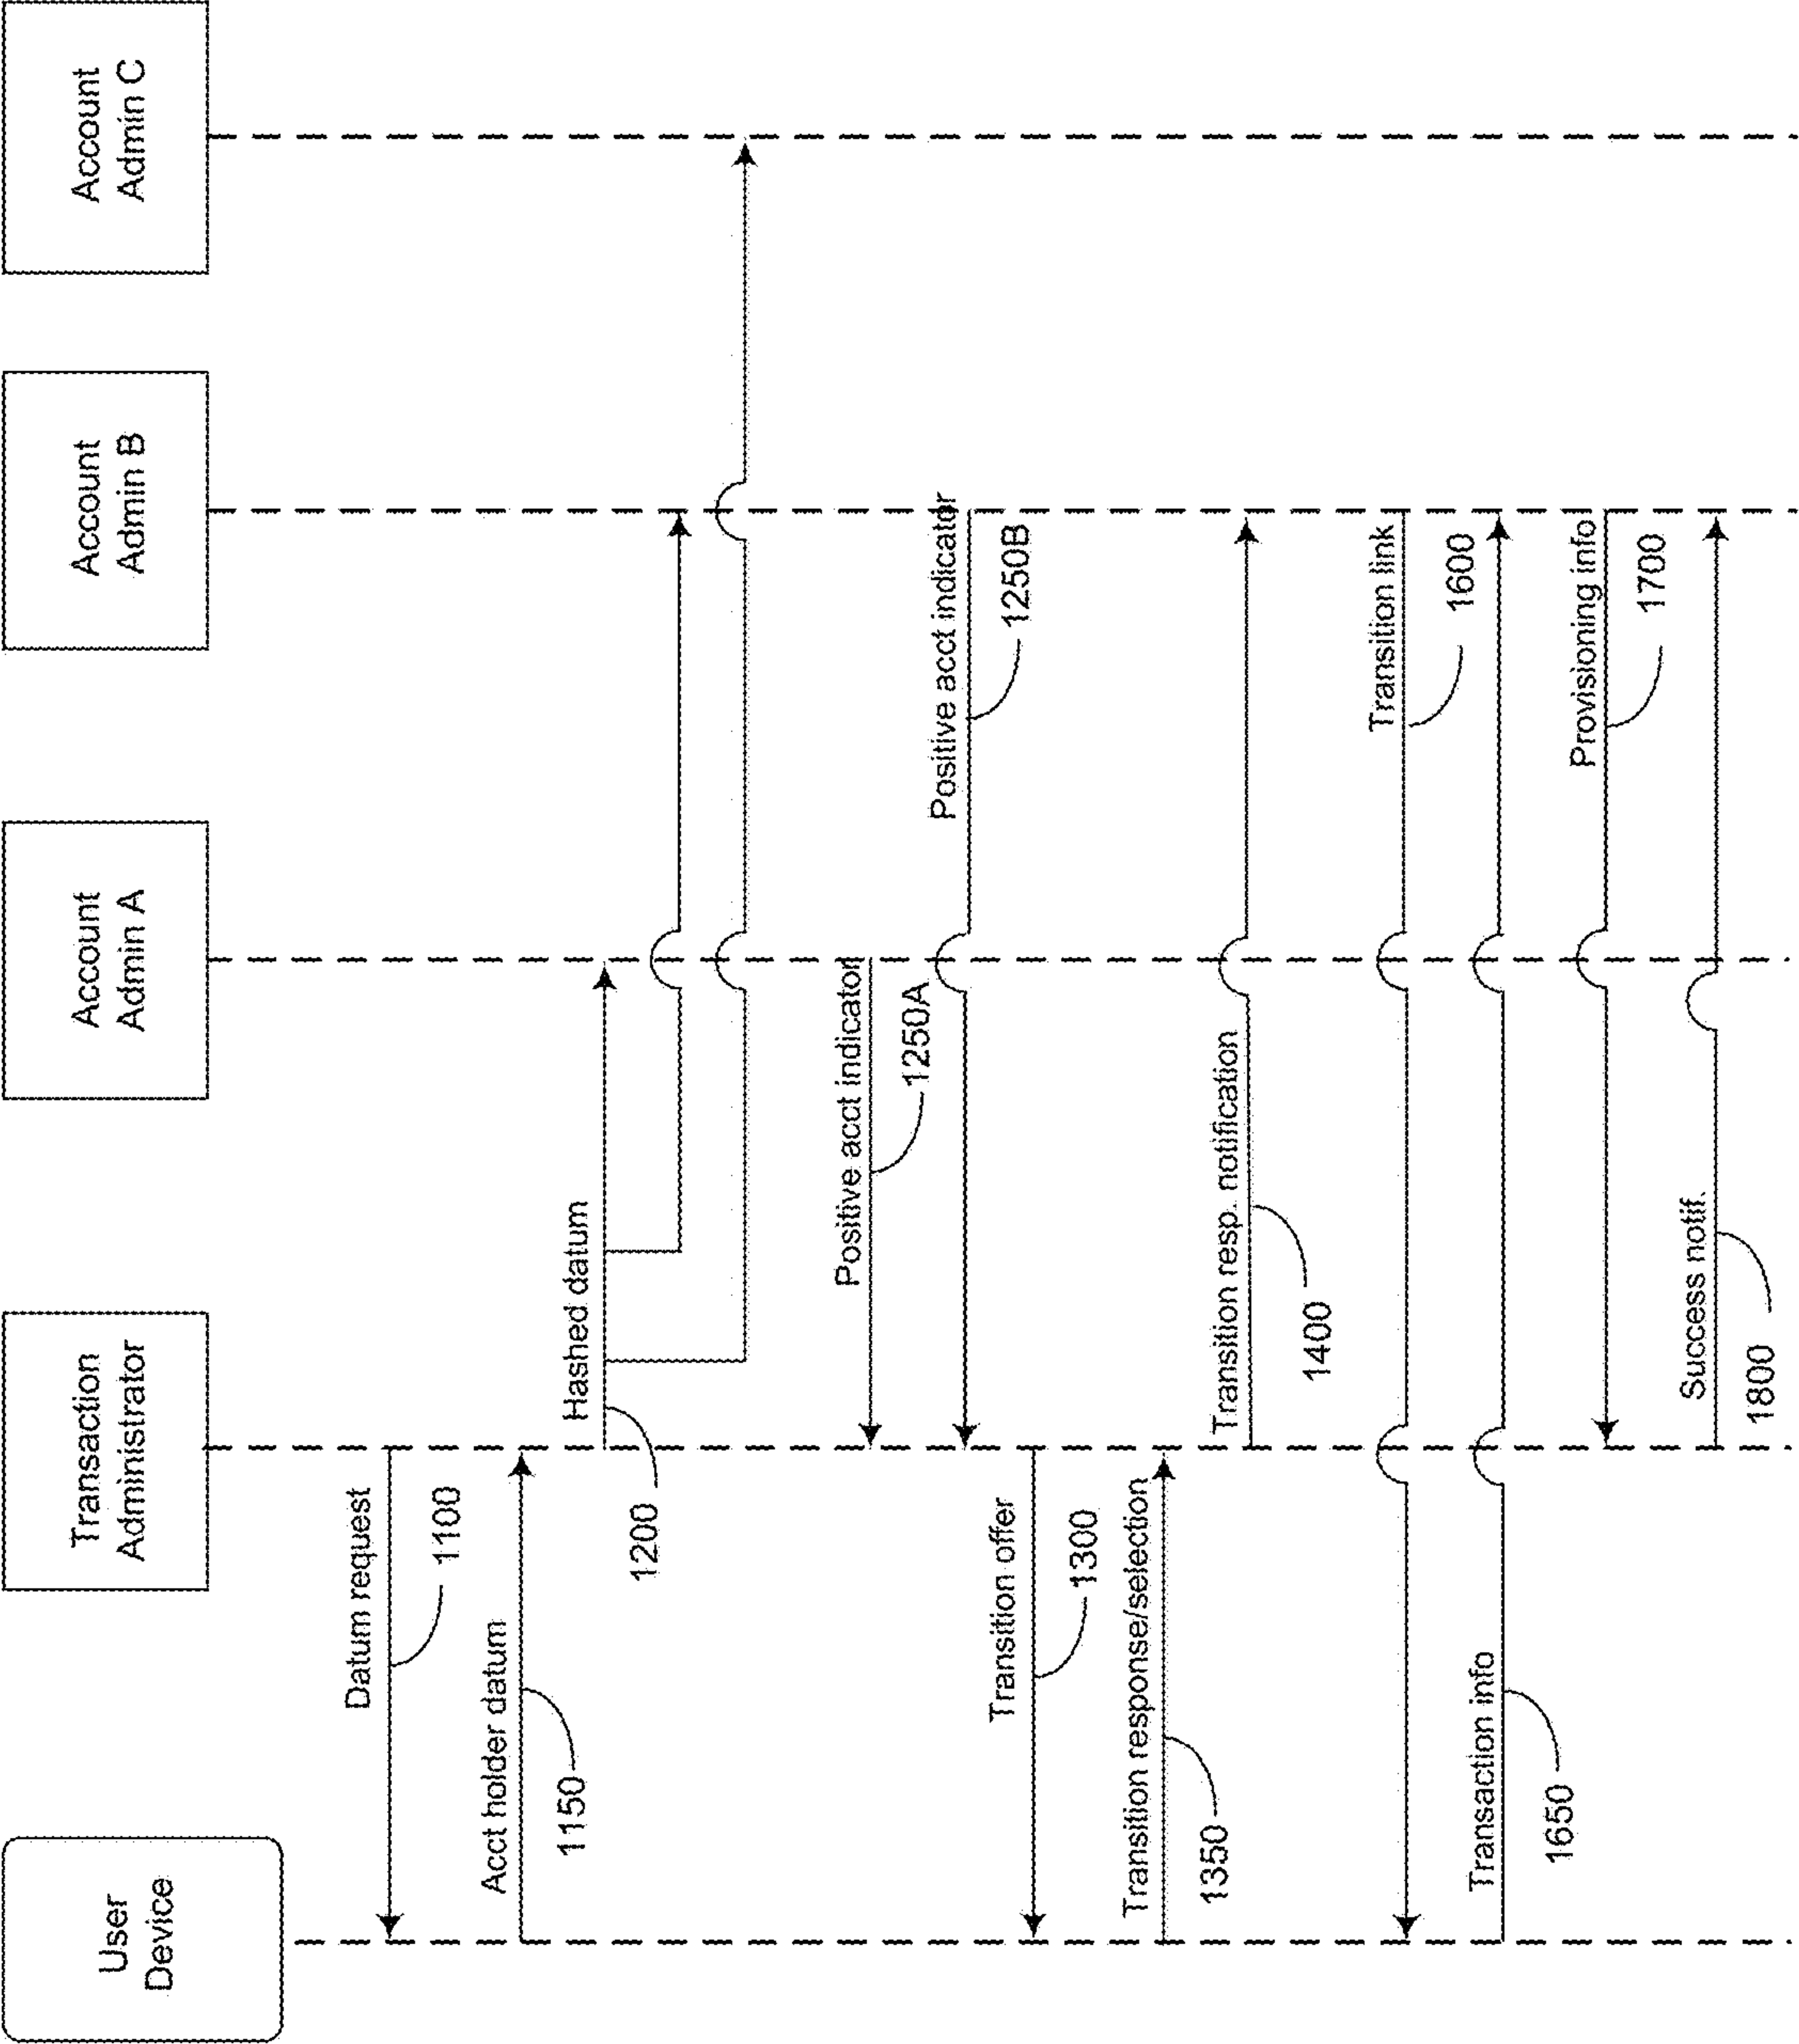 User
Device
Transaction
Administrator
Account
Admin A
Account
Admin B
Account
Admin C
Datum request
1100
Acct holder datum
1150
Hashed datum
1200
Positive acct indicator
1250A
Positive acct indicator
1250B
Transition offer
1300
Transition response/selection
1350
Transition resp. notification
1400
Transition link
1600
Transaction info
1650
Provisioning info
1700
Success notif.
1800